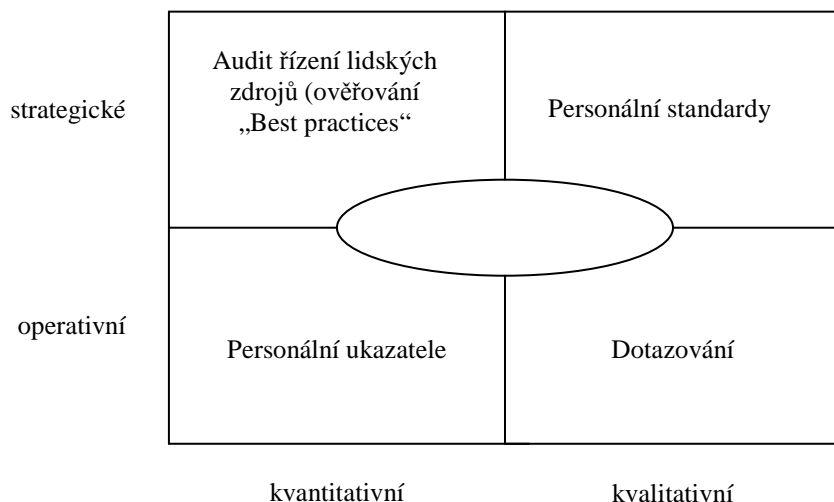 Audit řízení lidských
zdrojů (ověřování
„Best practices“
strategické
Personální standardy
operativní
Personální ukazatele
Dotazování
kvantitativní
kvalitativní